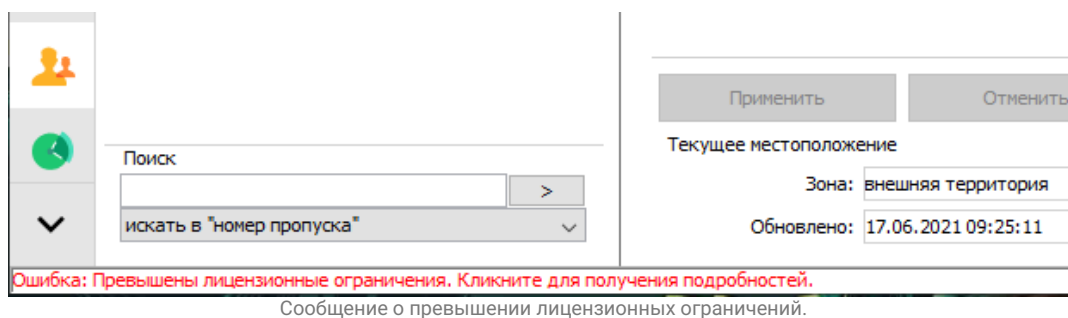 Применить
Отменить
Текущее местоположение
Поиск
Зона: внешняя территория
>
искать в "номер пропуска"
Обновлено: 17.06.2021 09:25:11
Ошибка: Превышены лицензионные ограничения. Кликните для получения подробностей.
Сообщение о превышении лицензионных ограничений.